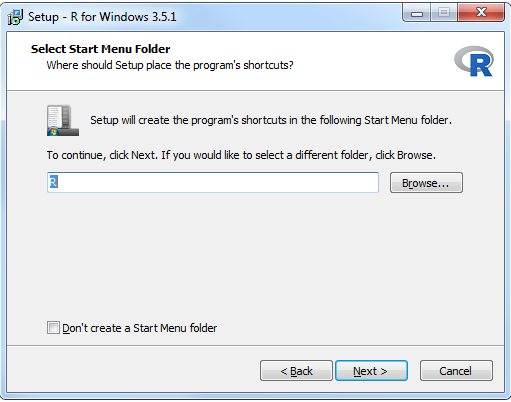 Setup - R for Windows 3.5.1
Select Start Menu Folder
Where should Setup place the program's shortcuts?
R
Setup will create the program's shortcuts in the following Start Menu folder.
To continue, click Next. If you would like to select a different folder, click Browse.
R
Browse...
Don't create a Start Menu folder
< Back
Next >
Cancel